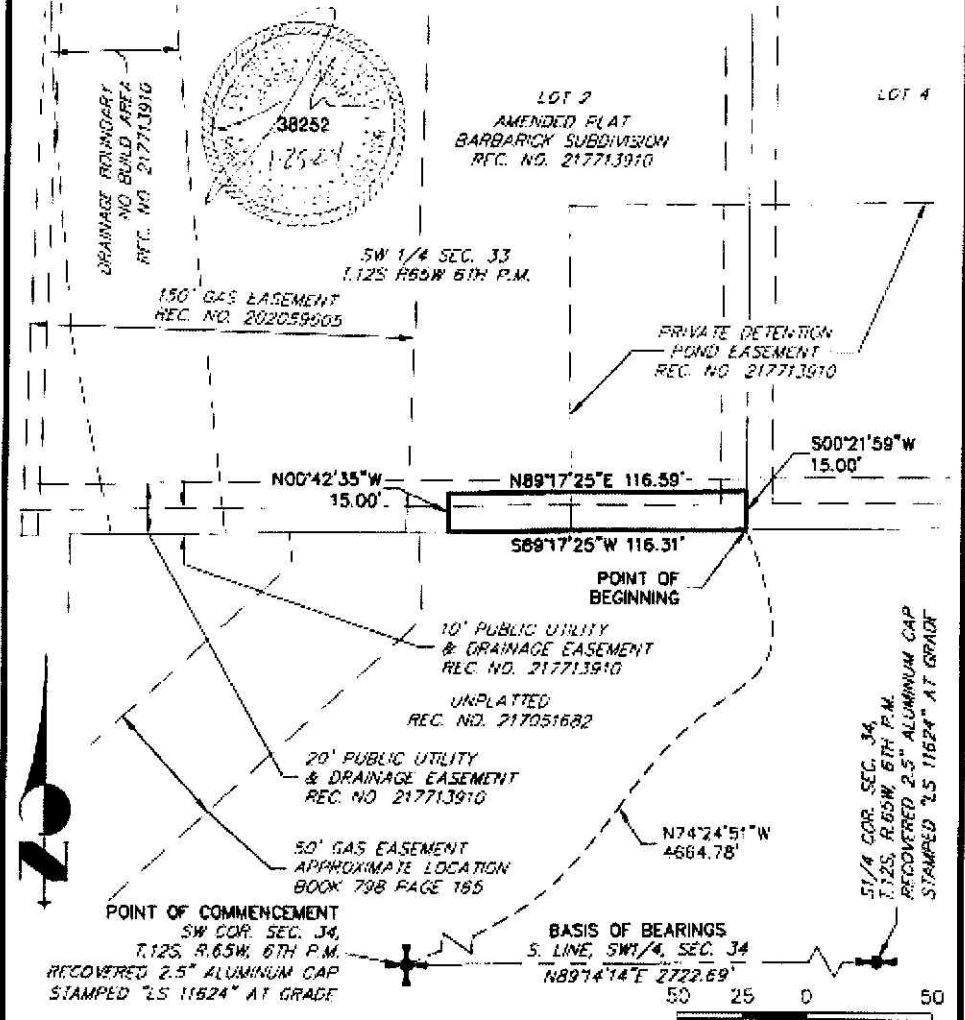 DRAINAGE BOUNDARY
NO BUILD AREA
REC. NO. 217713910
38252
1-25-24
LOT 2
AMENDED PLAT
BARBARICK SUBDIVISION
REC. NO. 217713910
LOT 4
SW 1/4 SEC. 33
T.12S R65W 6TH P.M.
150' GAS EASEMENT
REC. NO. 202059605
PRIVATE DETENTION
POND EASEMENT
REC. NO 217713910
S00°21'59"W
15.00'
N00°42'35"W
15.00'
N89°17'25"E 116.59'
S89°17'25"W 116.31'
POINT OF
BEGINNING
10' PUBLIC UTILITY
& DRAINAGE EASEMENT
REC. NO. 217713910
UNPLATTED
REC. NO. 217051682
20' PUBLIC UTILITY
& DRAINAGE EASEMENT
REC. NO 217713910
N74°24'51"W
4664.78'
50' GAS EASEMENT
APPROXIMATE LOCATION
BOOK 798 PAGE 165
S1/4 COR. SEC. 34,
T.12S, R.65W, 6TH P.M.
RECOVERED 2.5" ALUMINUM CAP
STAMPED "LS 11624" AT GRADE
N
POINT OF COMMENCEMENT
SW COR. SEC. 34,
T.12S, R.65W, 6TH P.M.
RECOVERED 2.5" ALUMINUM CAP
STAMPED "LS 11624" AT GRADE
BASIS OF BEARINGS
S. LINE, SW1/4, SEC. 34
N89°14'14"E 2722.69'
50 25 0 50